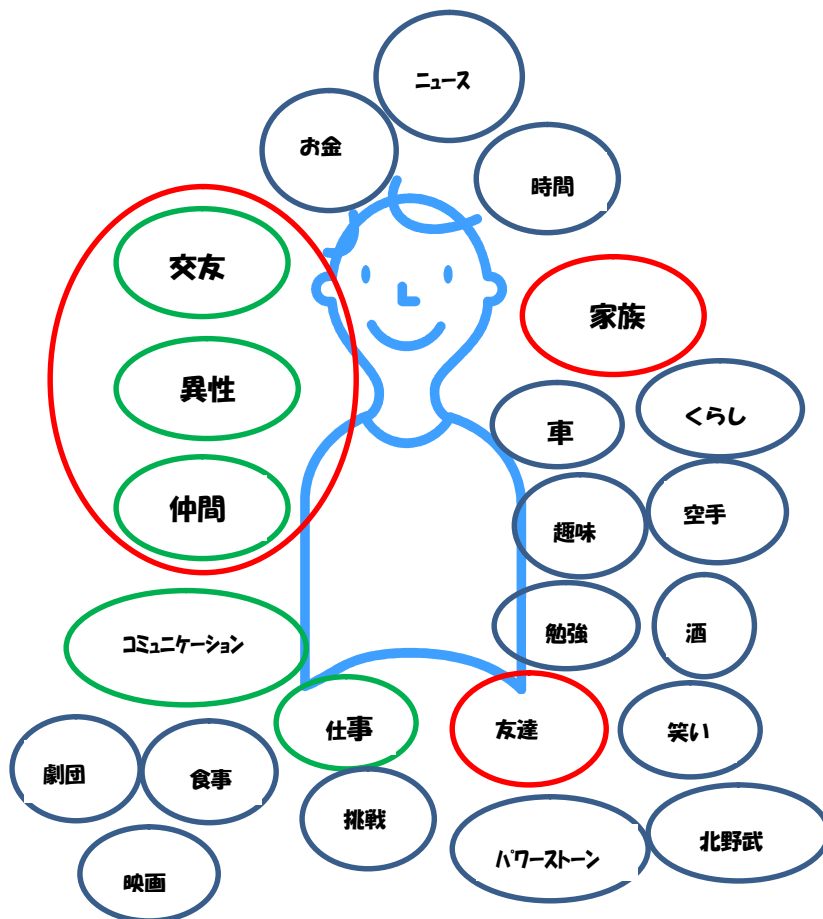 ニュース
お金
時間
交友
家族
異性
車
くらし
仲間
趣味
空手
コミュニケーション
勉強
酒
仕事
友達
笑い
劇団
食事
挑戦
パワーストーン
北野武
映画